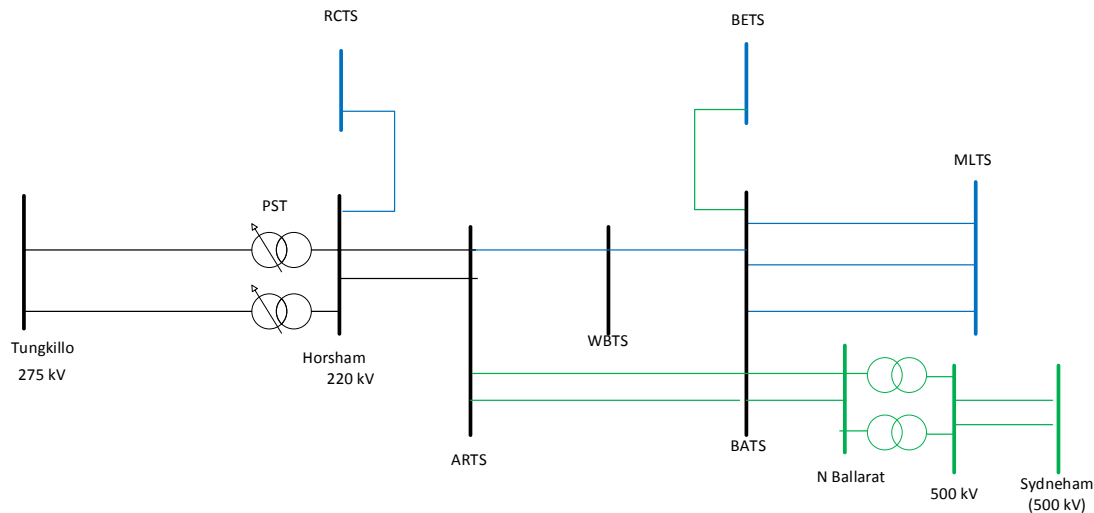 RCTS
BETS
MLTS
PST
Tungkillo
275 kV
Horsham
220 kV
WBTS
ARTS
BATS
N Ballarat
500 kV
Sydneham
(500 kV)